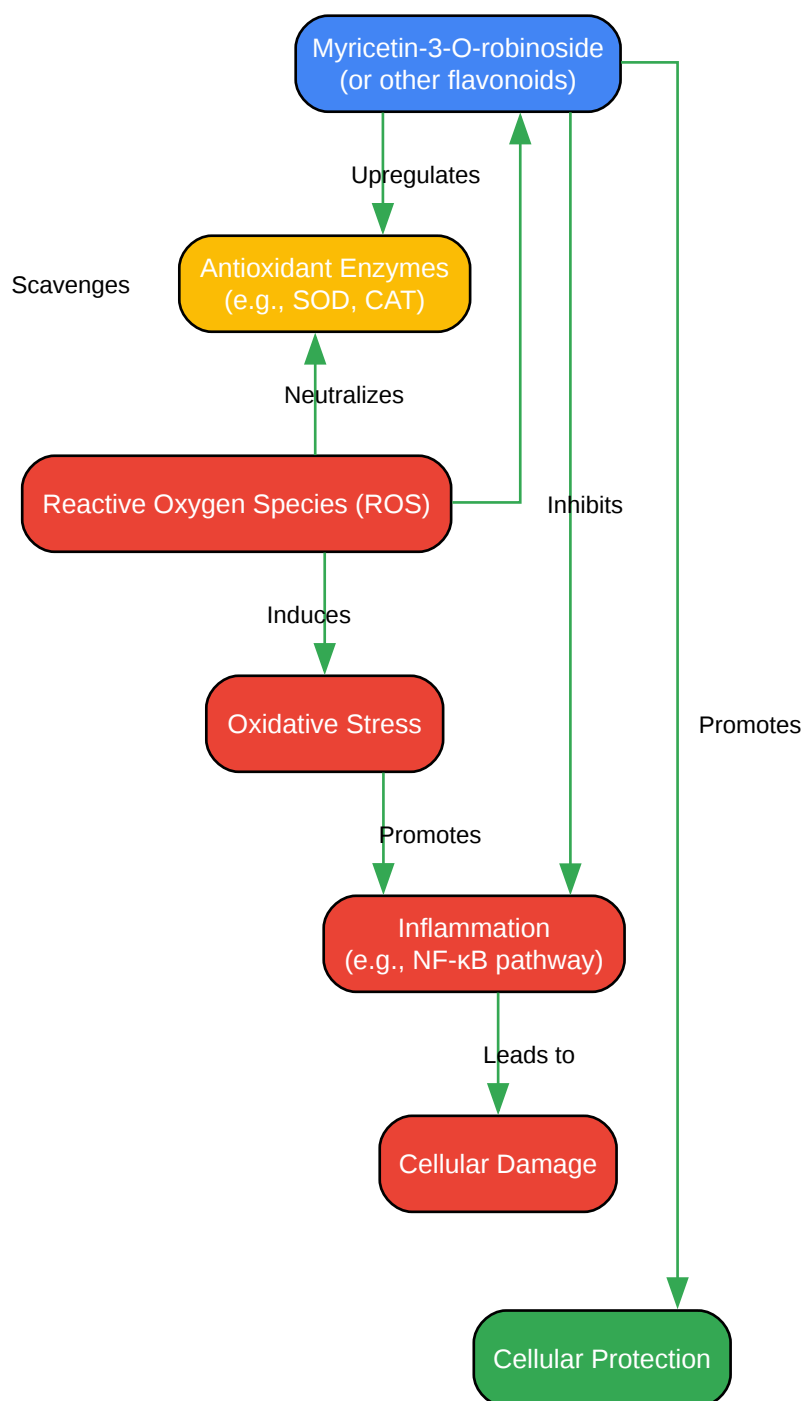 Myricetin-3-O-robinoside
(or other flavonoids)
Upregulates
Antioxidant Enzymes
(e.g., SOD, CAT)
Scavenges
Neutralizes
Reactive Oxygen Species (ROS)
Inhibits
Induces
Oxidative Stress
Promotes
Promotes
Inflammation
(e.g., NF-κB pathway)
Leads to
Cellular Damage
Cellular Protection